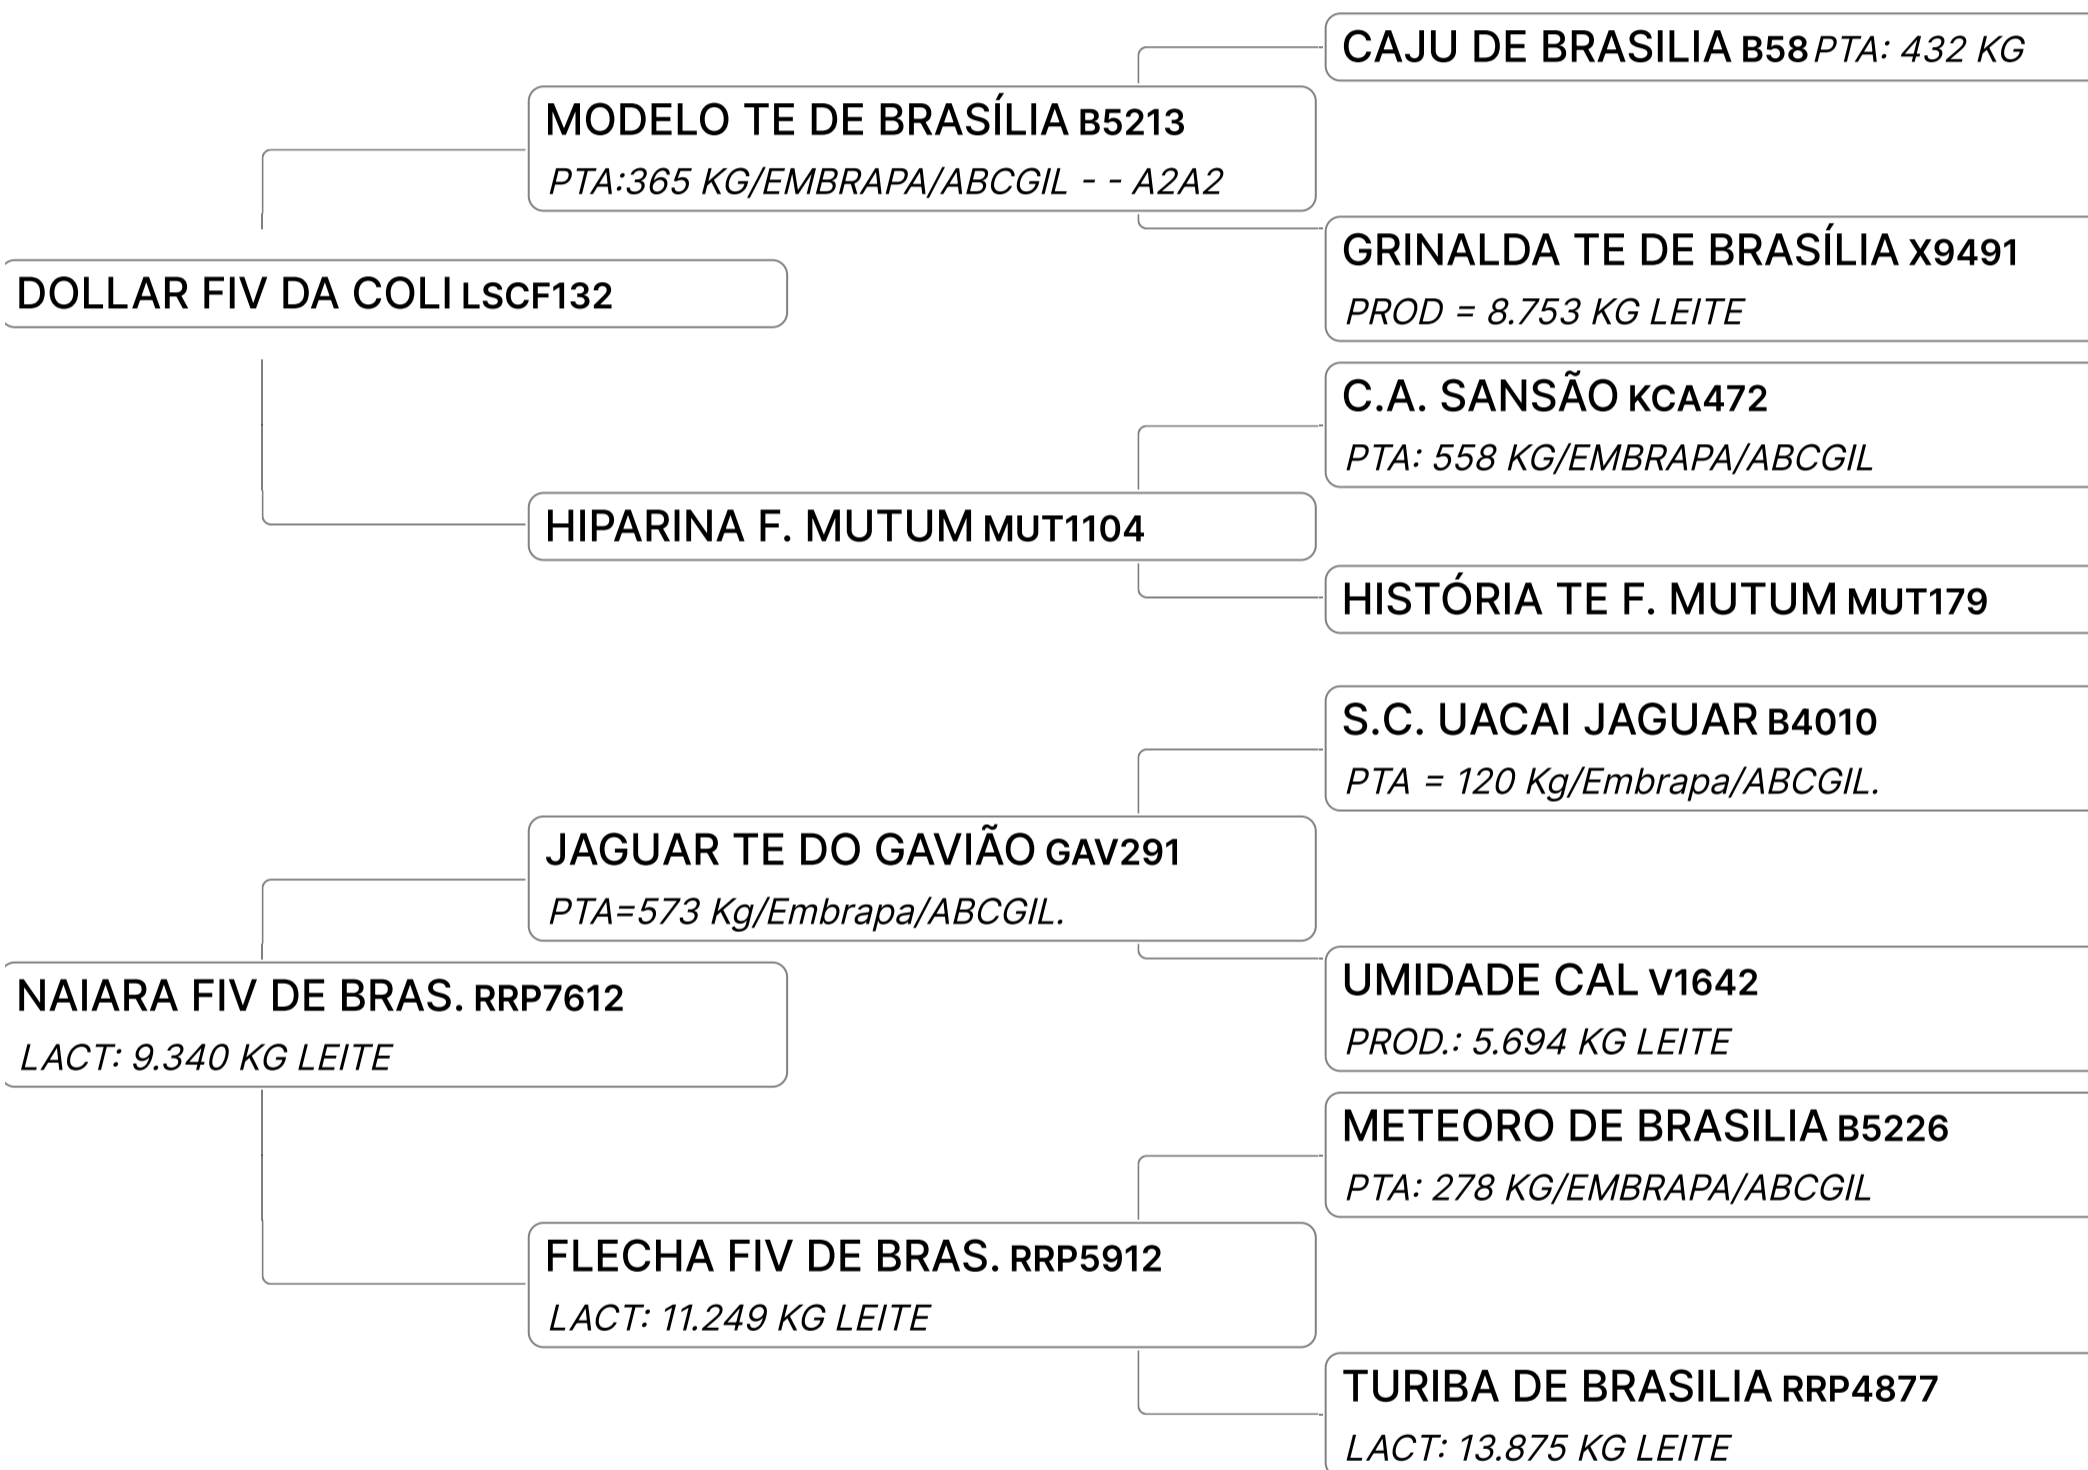 CAJU DE BRASILIA B58 PTA: 432 KG
MODELO TE DE BRASÍLIA B5213
PTA:365 KG/EMBRAPA/ABCGIL - - A2A2
GRINALDA TE DE BRASÍLIA X9491
PROD = 8.753 KG LEITE
DOLLAR FIV DA COLI LSCF132
C.A. SANSÃO KCA472
PTA: 558 KG/EMBRAPA/ABCGIL
HIPARINA F. MUTUM MUT1104
HISTÓRIA TE F. MUTUM MUT179
S.C. UACAI JAGUAR B4010
PTA = 120 Kg/Embrapa/ABCGIL.
JAGUAR TE DO GAVIÃO GAV291
PTA=573 Kg/Embrapa/ABCGIL.
UMIDADE CAL V1642
PROD.: 5.694 KG LEITE
NAIARA FIV DE BRAS. RRP7612
LACT: 9.340 KG LEITE
METEORO DE BRASILIA B5226
PTA: 278 KG/EMBRAPA/ABCGIL
FLECHA FIV DE BRAS. RRP5912
LACT: 11.249 KG LEITE
TURIBA DE BRASILIA RRP4877
LACT: 13.875 KG LEITE